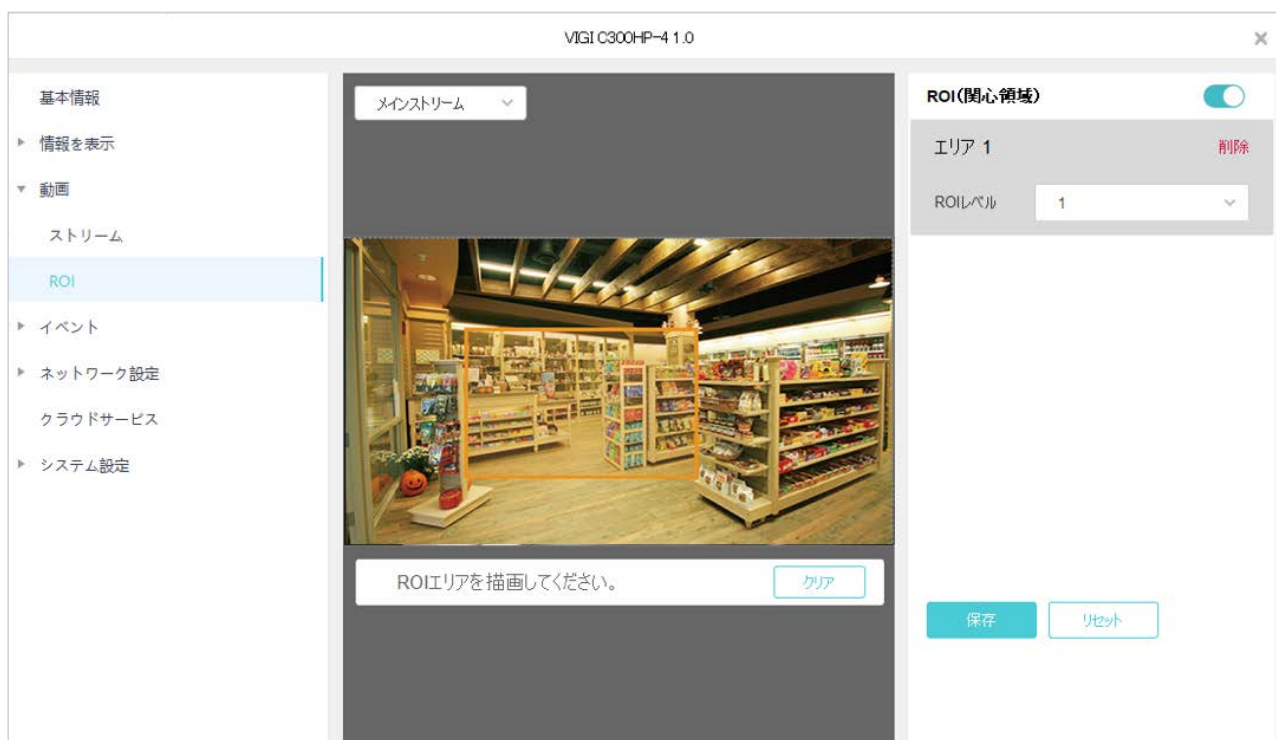 VIGI C300HP-4 1.0
基本情報
情報を表示
動画
ストリーム
ROI
イベント
ネットワーク設定
クラウドサービス
システム設定
メインストリーム
ROIエリアを描画してください。
クリア
ROI(関心領域)
エリア 1
削除
ROIレベル
1
保存
リセット